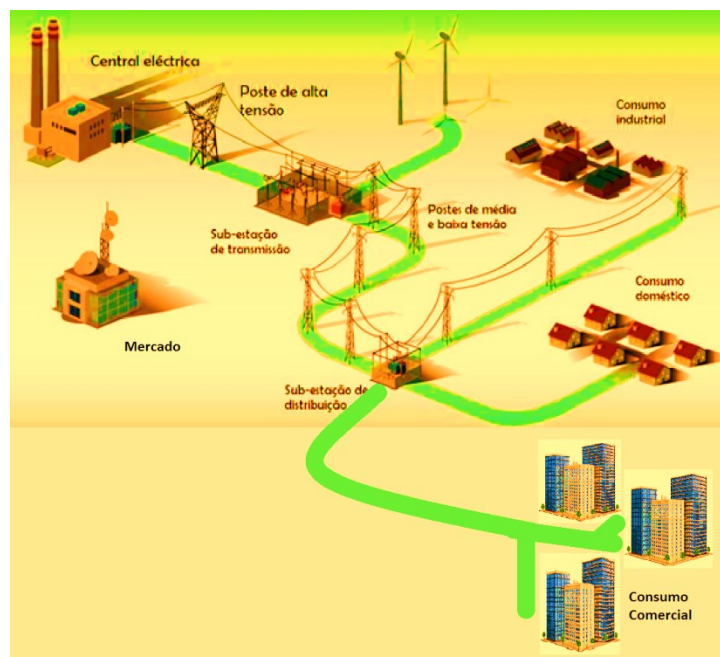 Central eléctrica
Poste de alta
tensão
Consumo
industrial
Sub-estação
de transmissão
Postes de média
e baixa tensão
Consumo
doméstico
Mercado
Sub-estação de
distribuição
Consumo
Comercial